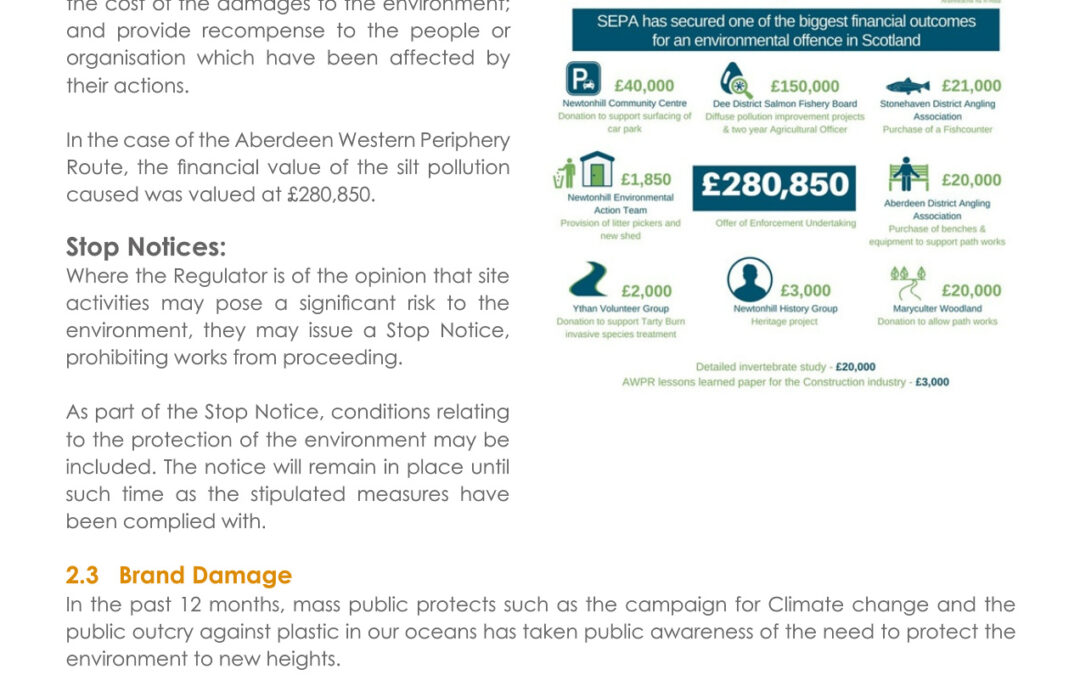 the cost of the damages to the environment;
and provide recompense to the people or
organisation which have been affected by
their actions.
In the case of the Aberdeen Western Periphery
Route, the financial value of the silt pollution
caused was valued at £280,850.
Stop Notices:
Where the Regulator is of the opinion that site
activities may pose a significant risk to the
environment, they may issue a Stop Notice,
prohibiting works from proceeding.
As part of the Stop Notice, conditions relating
to the protection of the environment may be
included. The notice will remain in place until
such time as the stipulated measures have
been complied with.
SEPA has secured one of the biggest financial outcomes
for an environmental offence in Scotland
P
£40,000
Newtonhill Community Centre
Donation to support surfacing of
car park
£150,000
Dee District Salmon Fishery Board
Diffuse pollution improvement projects
& two year Agricultural Officer
£21,000
Stonehaven District Angling
Association
Purchase of a Fishcounter
£1,850
Newtonhill Environmental
Action Team
Provision of litter pickers and
new shed
£280,850
Offer of Enforcement Undertaking
£20,000
Aberdeen District Angling
Association
Purchase of benches &
equipment to support path works
£2,000
Ythan Volunteer Group
Donation to support Tarty Burn
invasive species treatment
£3,000
Newtonhill History Group
Heritage project
£20,000
Maryculter Woodland
Donation to allow path works
Detailed invertebrate study - £20,000
AWPR lessons learned paper for the Construction industry - £3,000
2.3 Brand Damage
In the past 12 months, mass public protects such as the campaign for Climate change and the
public outcry against plastic in our oceans has taken public awareness of the need to protect the
environment to new heights.